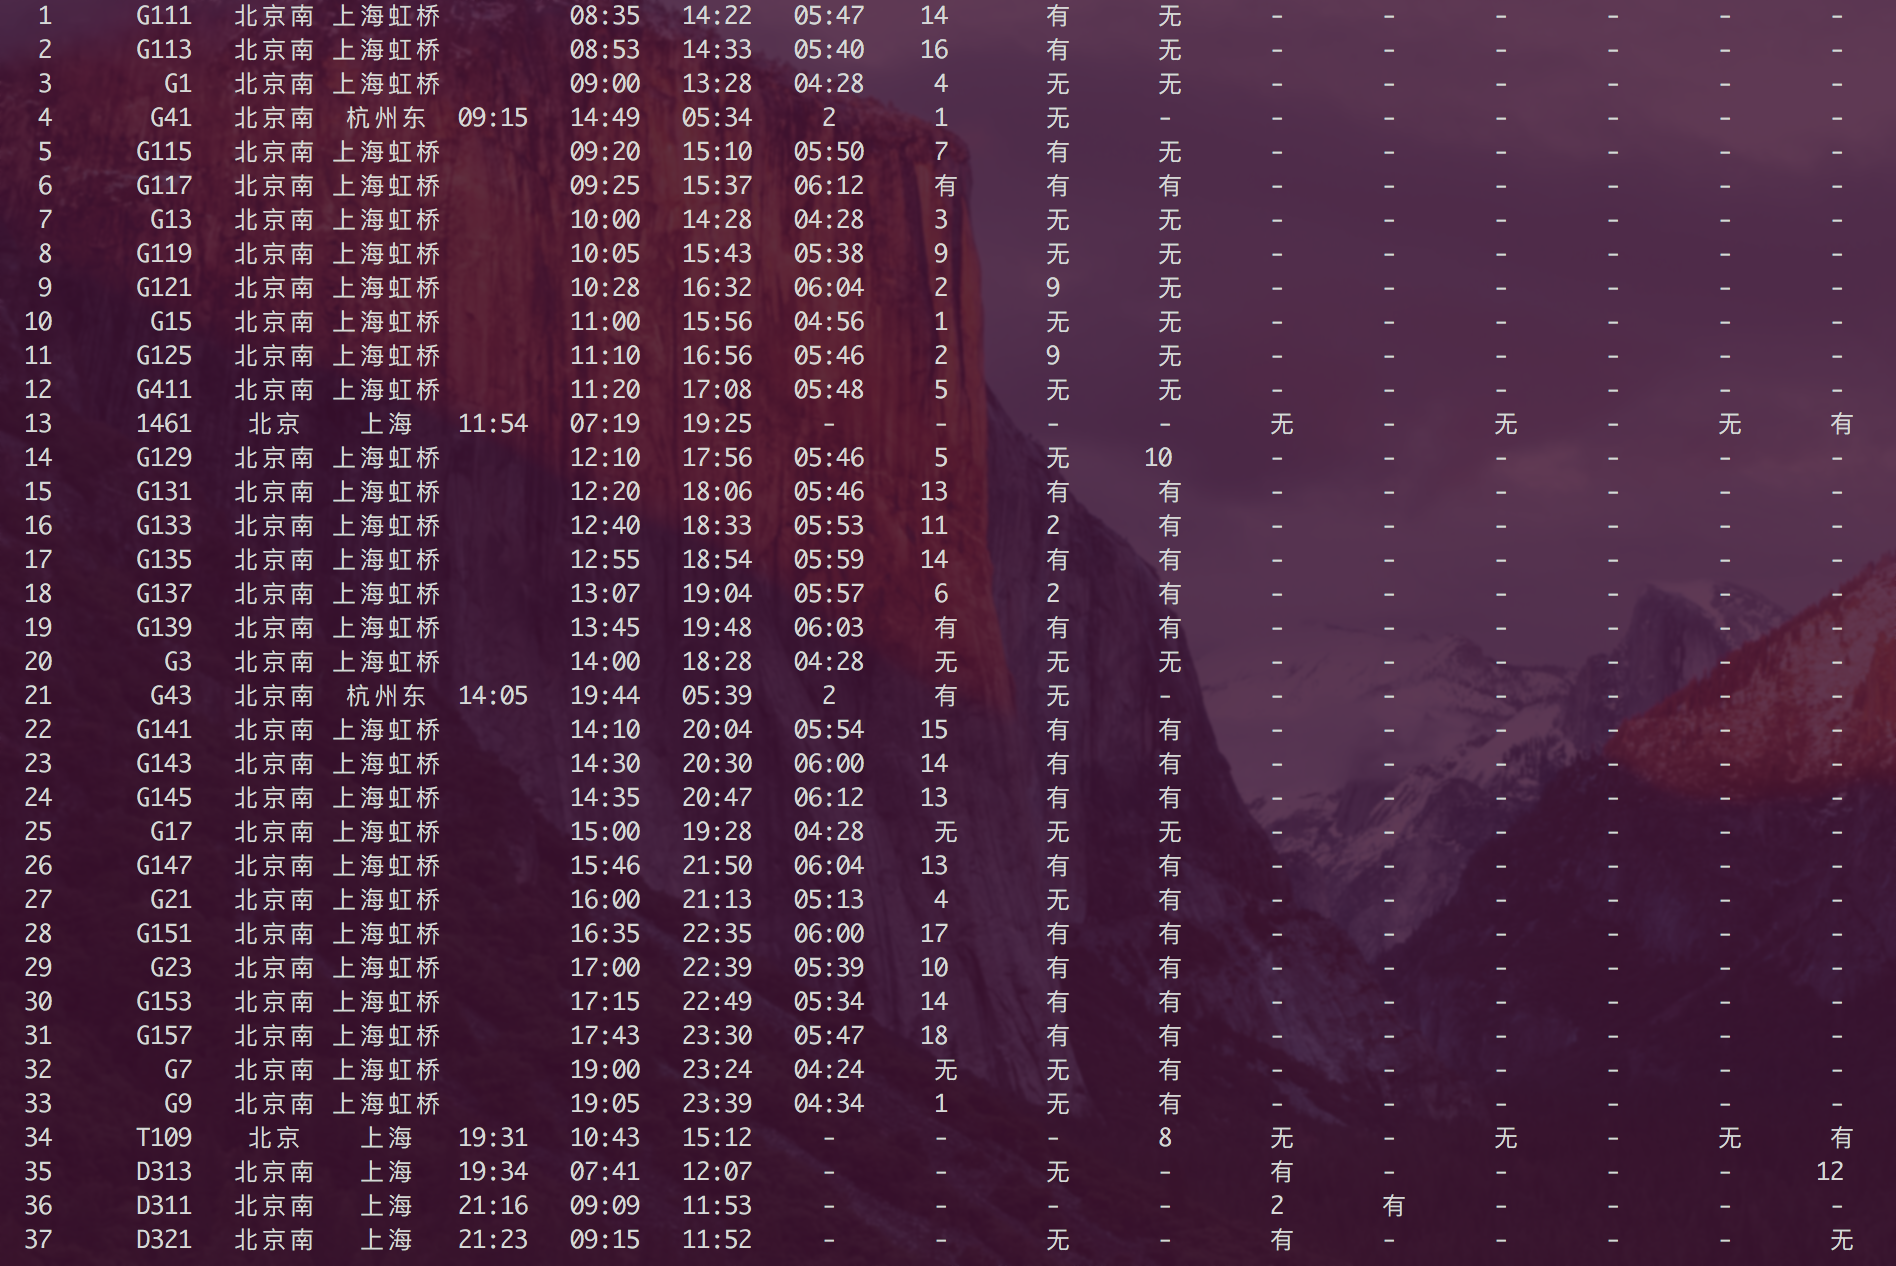 1 G111 北京南 上海虹桥 08:35 14:22 05:47 14 有 无 - - - - - -
2 G113 北京南 上海虹桥 08:53 14:33 05:40 16 有 无 - - - - - -
3 G1 北京南 上海虹桥 09:00 13:28 04:28 4 无 无 - - - - - -
4 G41 北京南 杭州东 09:15 14:49 05:34 2 1 无 - - - - - - -
5 G115 北京南 上海虹桥 09:20 15:10 05:50 7 有 无 - - - - - -
6 G117 北京南 上海虹桥 09:25 15:37 06:12 有 有 有 - - - - - -
7 G13 北京南 上海虹桥 10:00 14:28 04:28 3 无 无 - - - - - -
8 G119 北京南 上海虹桥 10:05 15:43 05:38 9 无 无 - - - - - -
9 G121 北京南 上海虹桥 10:28 16:32 06:04 2 9 无 - - - - - -
10 G15 北京南 上海虹桥 11:00 15:56 04:56 1 无 无 - - - - - -
11 G125 北京南 上海虹桥 11:10 16:56 05:46 2 9 无 - - - - - -
12 G411 北京南 上海虹桥 11:20 17:08 05:48 5 无 无 - - - - - -
13 1461 北京 上海 11:54 07:19 19:25 - - - - 无 - 无 - 无 有
14 G129 北京南 上海虹桥 12:10 17:56 05:46 5 无 10 - - - - - -
15 G131 北京南 上海虹桥 12:20 18:06 05:46 13 有 有 - - - - - -
16 G133 北京南 上海虹桥 12:40 18:33 05:53 11 2 有 - - - - - -
17 G135 北京南 上海虹桥 12:55 18:54 05:59 14 有 有 - - - - - -
18 G137 北京南 上海虹桥 13:07 19:04 05:57 6 2 有 - - - - - -
19 G139 北京南 上海虹桥 13:45 19:48 06:03 有 有 有 - - - - - -
20 G3 北京南 上海虹桥 14:00 18:28 04:28 无 无 无 - - - - - -
21 G43 北京南 杭州东 14:05 19:44 05:39 2 有 无 - - - - - - -
22 G141 北京南 上海虹桥 14:10 20:04 05:54 15 有 有 - - - - - -
23 G143 北京南 上海虹桥 14:30 20:30 06:00 14 有 有 - - - - - -
24 G145 北京南 上海虹桥 14:35 20:47 06:12 13 有 有 - - - - - -
25 G17 北京南 上海虹桥 15:00 19:28 04:28 无 无 无 - - - - - -
26 G147 北京南 上海虹桥 15:46 21:50 06:04 13 有 有 - - - - - -
27 G21 北京南 上海虹桥 16:00 21:13 05:13 4 无 有 - - - - - -
28 G151 北京南 上海虹桥 16:35 22:35 06:00 17 有 有 - - - - - -
29 G23 北京南 上海虹桥 17:00 22:39 05:39 10 有 有 - - - - - -
30 G153 北京南 上海虹桥 17:15 22:49 05:34 14 有 有 - - - - - -
31 G157 北京南 上海虹桥 17:43 23:30 05:47 18 有 有 - - - - - -
32 G7 北京南 上海虹桥 19:00 23:24 04:24 无 无 有 - - - - - -
33 G9 北京南 上海虹桥 19:05 23:39 04:34 1 无 有 - - - - - -
34 T109 北京 上海 19:31 10:43 15:12 - - - 8 无 - 无 - 无 有
35 D313 北京南 上海 19:34 07:41 12:07 - - 无 - 有 - - - - 12
36 D311 北京南 上海 21:16 09:09 11:53 - - - - 2 有 - - - -
37 D321 北京南 上海 21:23 09:15 11:52 - - 无 - 有 - - - - 无